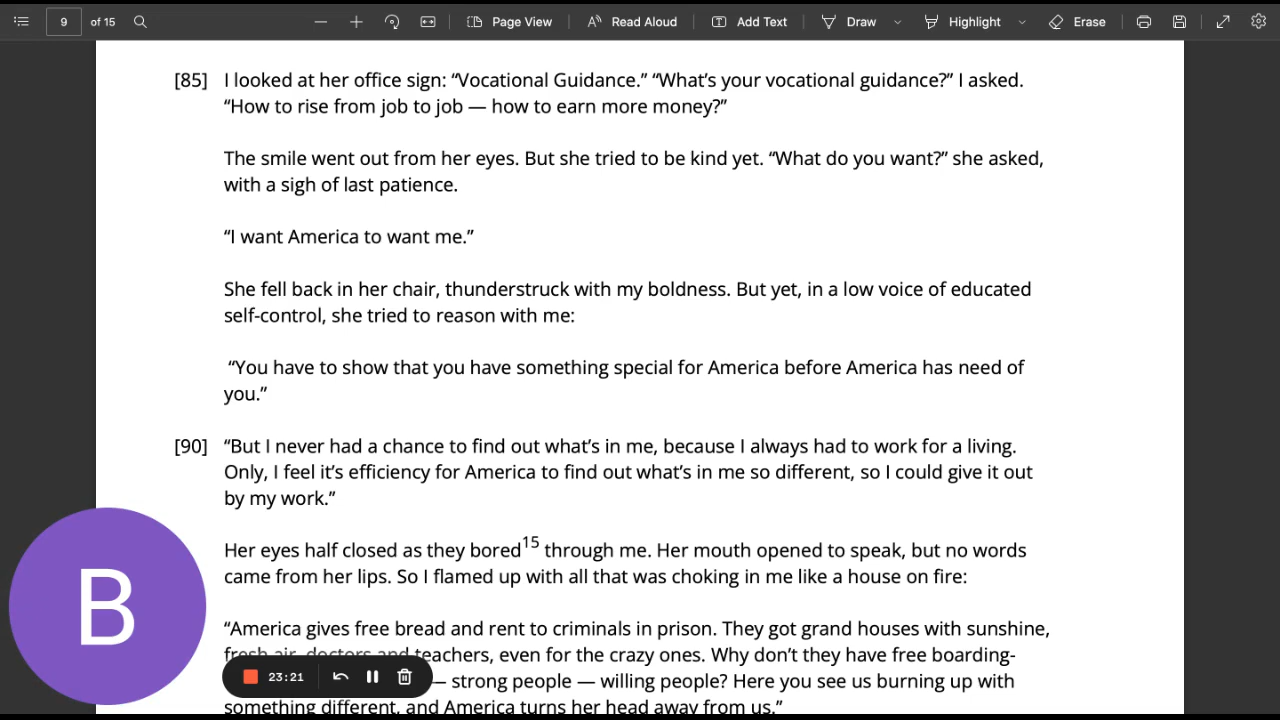 9 of 15 Page View Read Aloud Add Text Draw Highlight Erase
[85] I looked at her office sign: “Vocational Guidance.” “What’s your vocational guidance?” I asked.
“How to rise from job to job — how to earn more money?”
The smile went out from her eyes. But she tried to be kind yet. “What do you want?” she asked,
with a sigh of last patience.
“I want America to want me.”
She fell back in her chair, thunderstruck with my boldness. But yet, in a low voice of educated
self-control, she tried to reason with me:
“You have to show that you have something special for America before America has need of
you.”
[90] “But I never had a chance to find out what’s in me, because I always had to work for a living.
Only, I feel it’s efficiency for America to find out what’s in me so different, so I could give it out
by my work.”
Her eyes half closed as they bored15 through me. Her mouth opened to speak, but no words
came from her lips. So I flamed up with all that was choking in me like a house on fire:
“America gives free bread and rent to criminals in prison. They got grand houses with sunshine,
fresh air, doctors and teachers, even for the crazy ones. Why don’t they have free boarding-
— strong people — willing people? Here you see us burning up with
something different, and America turns her head away from us.”
B
23:21